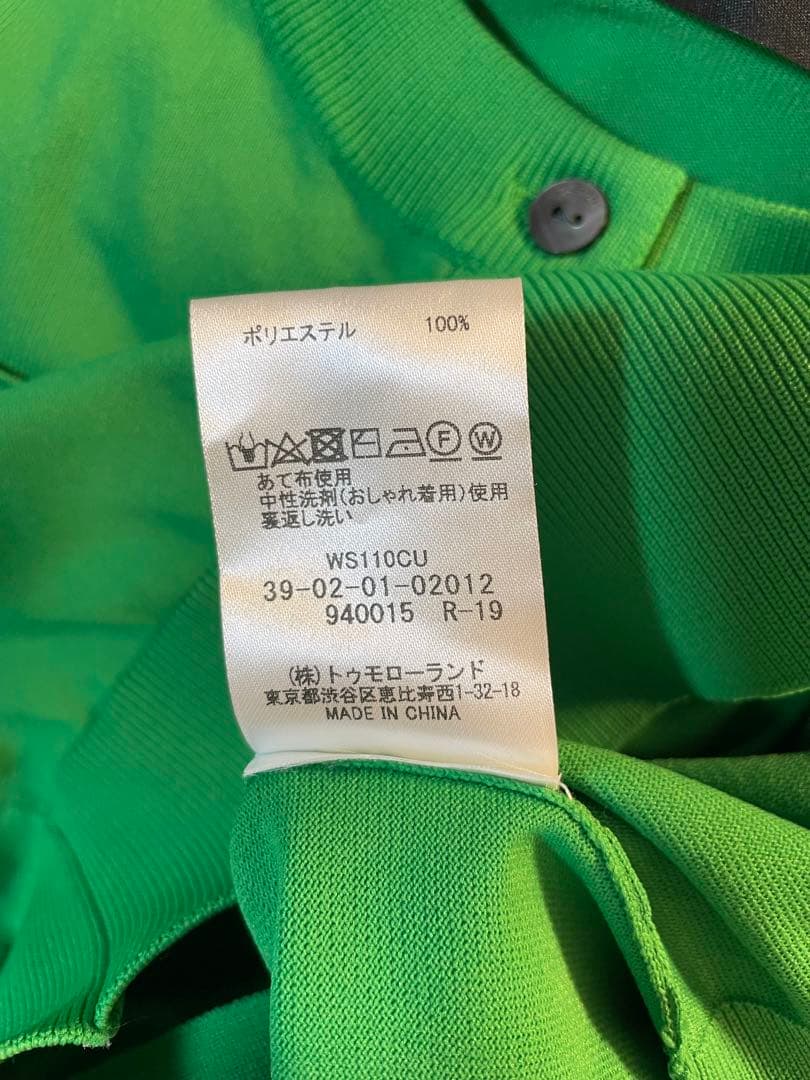 ポリエステル 100%
F W
あて布使用
中性洗剤(おしゃれ着用)使用
裏返し洗い
WS110CU
39-02-01-02012
940015 R-19
(株)トゥモローランド
東京都渋谷区恵比寿西1-32-18
MADE IN CHINA